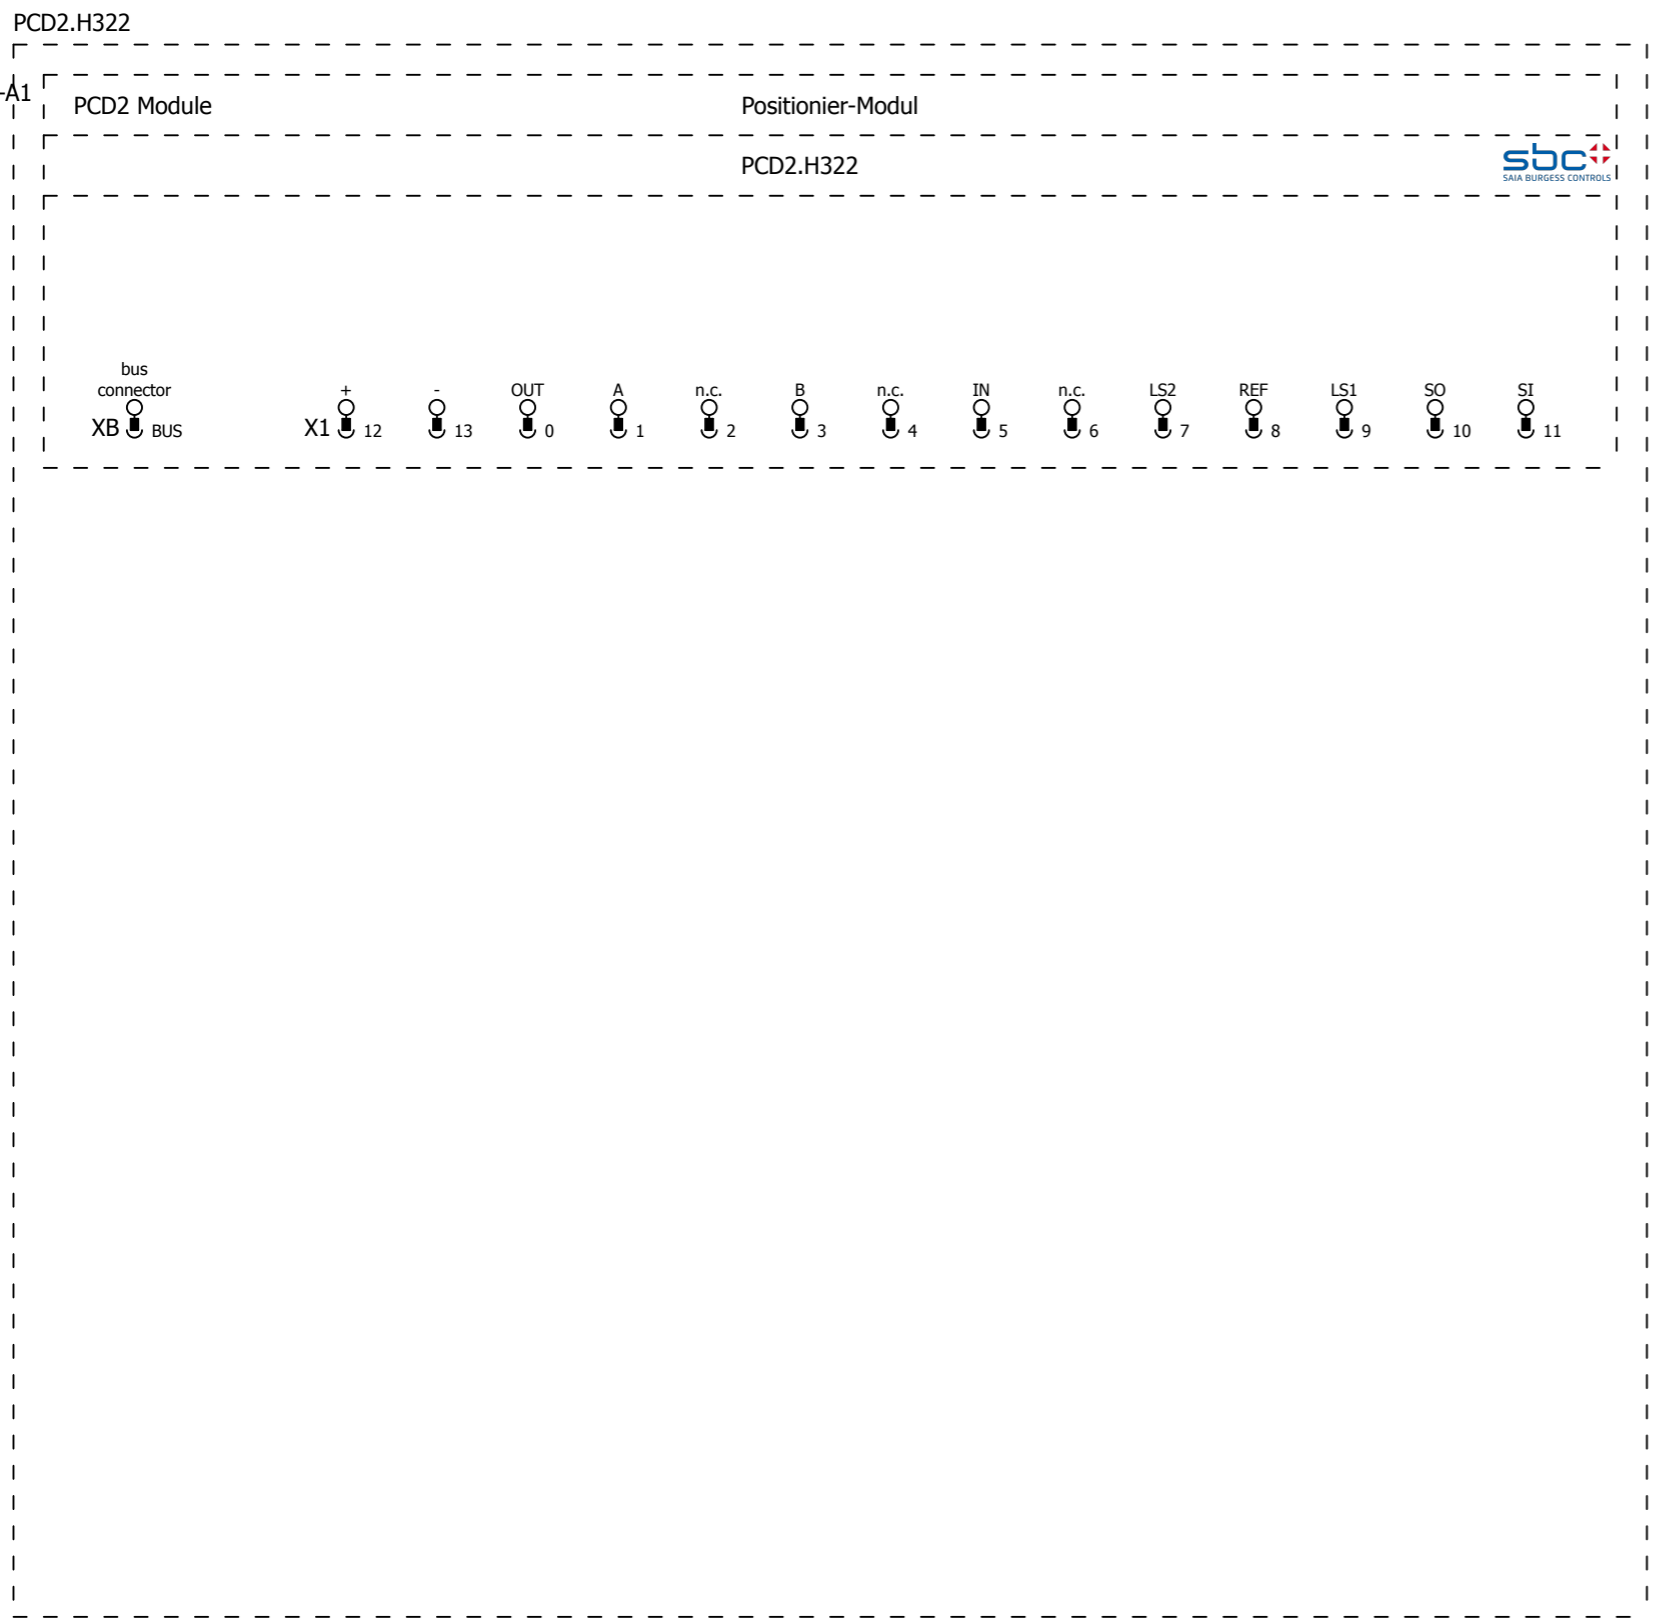 PCD2.H322
-A1
PCD2 Module Positionier-Modul
PCD2.H322
sbc
SAIA BURGESS CONTROLS
bus
connector + - OUT A n.c. B n.c. IN n.c. LS2 REF LS1 SO SI
XB BUS X1 12 13 0 1 2 3 4 5 6 7 8 9 10 11